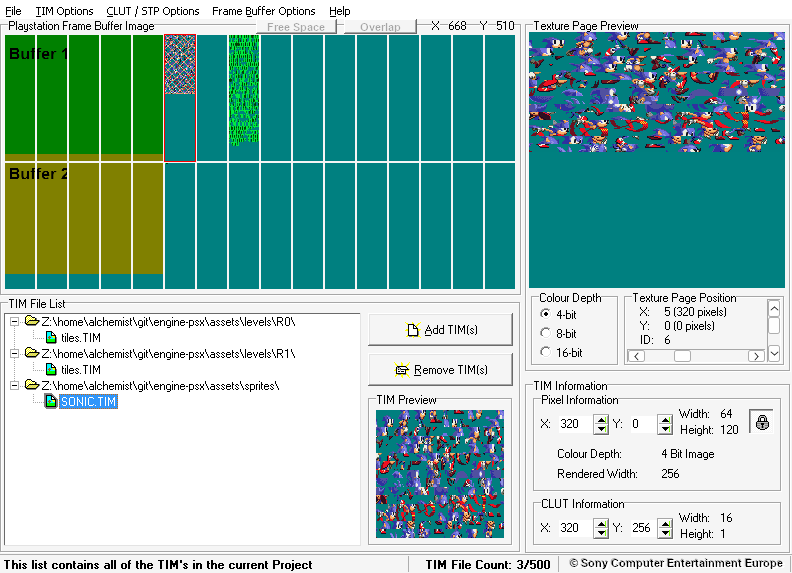 File TIM Options CLUT / STP Options Frame Buffer Options Help
Playstation Frame Buffer Image Free Space Overlap X 668 Y 510
Buffer 1
Buffer 2
Texture Page Preview
Colour Depth
4-bit
8-bit
16-bit
Texture Page Position
X: 5 (320 pixels)
Y: 0 (0 pixels)
ID: 6
TIM File List
Z:\home\alchemist\git\engine-psx\assets\levels\R0\
tiles.TIM
Z:\home\alchemist\git\engine-psx\assets\levels\R1\
tiles.TIM
Z:\home\alchemist\git\engine-psx\assets\sprites\
SONIC.TIM
Add TIM(s)
Remove TIM(s)
TIM Preview
TIM Information
Pixel Information
X: 320 Y: 0 Width: 64
Height: 120
Colour Depth: 4 Bit Image
Rendered Width: 256
CLUT Information
X: 320 Y: 256 Width: 16
Height: 1
This list contains all of the TIM's in the current Project TIM File Count: 3/500 © Sony Computer Entertainment Europe